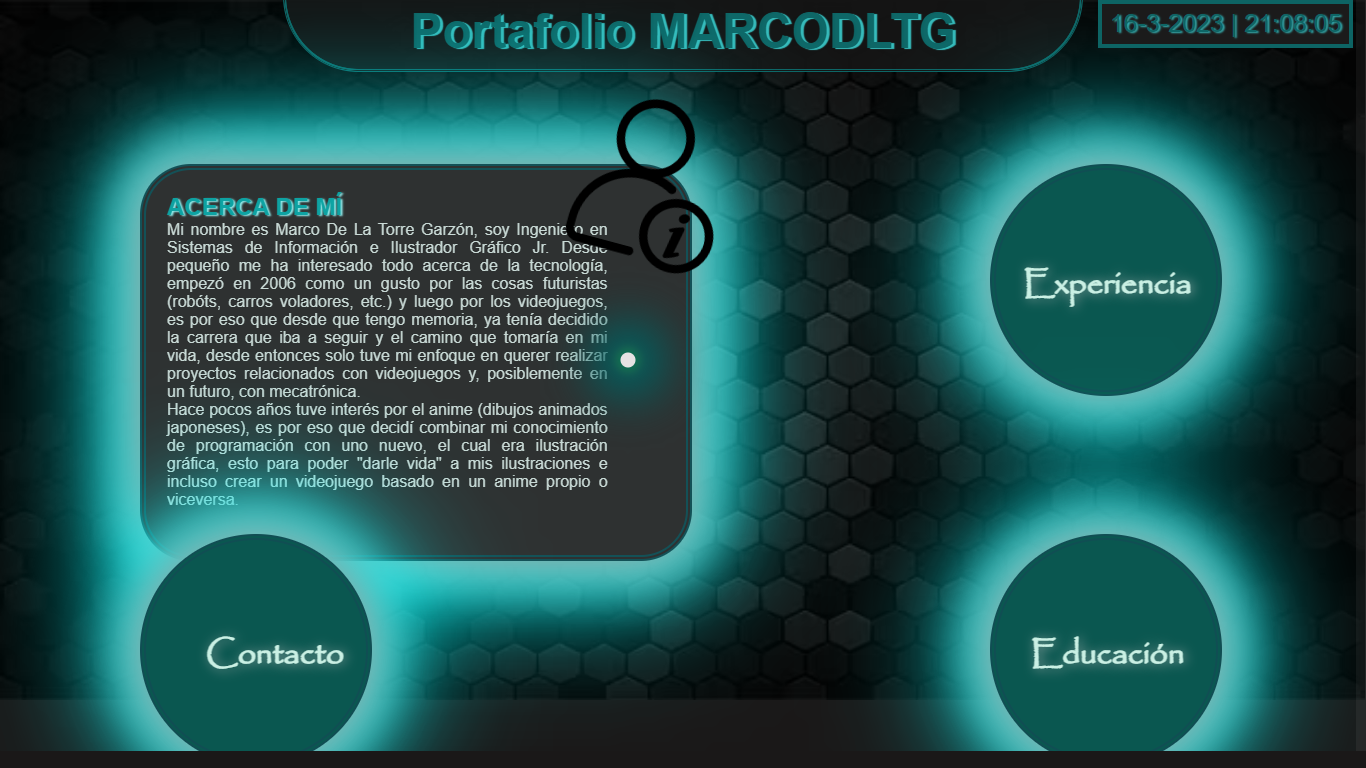 Portafolio MARCODLTG
16-3-2023 | 21:08:05
ACERCA DE MÍ
Mi nombre es Marco De La Torre Garzón, soy Ingeniero en
Sistemas de Información e Ilustrador Gráfico Jr. Desde
pequeño me ha interesado todo acerca de la tecnología,
empezó en 2006 como un gusto por las cosas futuristas
(robóts, carros voladores, etc.) y luego por los videojuegos,
es por eso que desde que tengo memoria, ya tenía decidido
la carrera que iba a seguir y el camino que tomaría en mi
vida, desde entonces solo tuve mi enfoque en querer realizar
proyectos relacionados con videojuegos y, posiblemente en
un futuro, con mecatrónica.
Hace pocos años tuve interés por el anime (dibujos animados
japoneses), es por eso que decidí combinar mi conocimiento
de programación con uno nuevo, el cual era ilustración
gráfica, esto para poder "darle vida" a mis ilustraciones e
incluso crear un videojuego basado en un anime propio o
viceversa.
i
Experiencia
Contacto
Educación